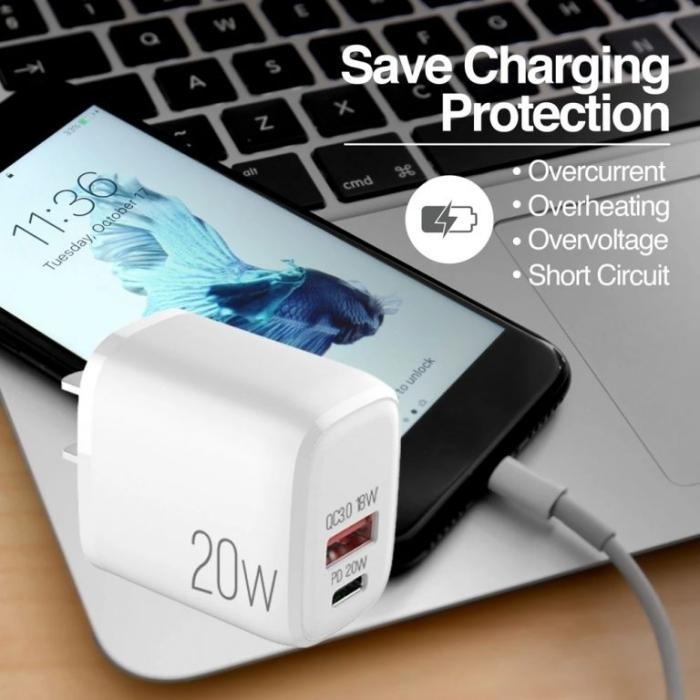 Save Charging
Protection
• Overcurrent
• Overheating
• Overvoltage
• Short Circuit
11:36
Tuesday, October 17
to unlock
Q
W
A
S
Z
X
C
N
alt
cmd ⌘
QC3.0 18W
PD 20W
20W